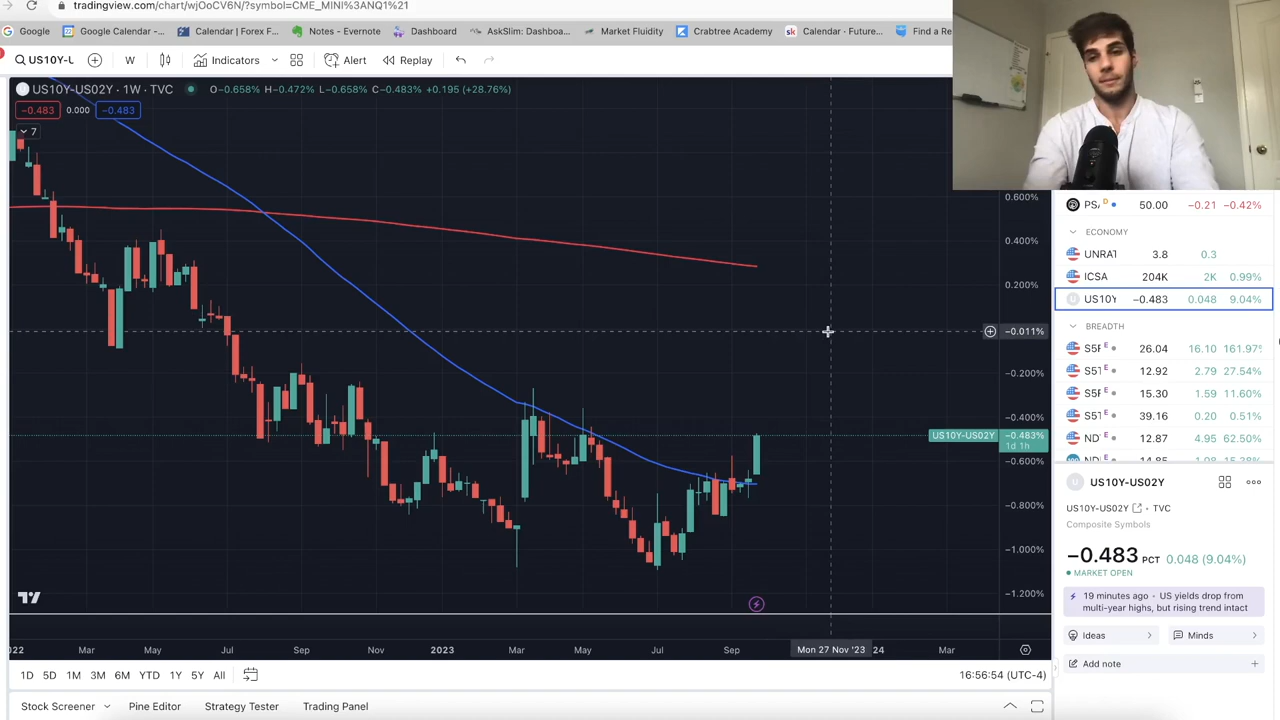 tradingview.com/chart/wjOoCV6N/?symbol=CME_MINI%3ANQ1%21
Google
Google Calendar -...
Calendar | Forex F...
Notes - Evernote
Dashboard
AskSlim: Dashboa...
Market Fluidity
Crabtree Academy
sk Calendar - Future...
Find a Re
US10Y-U
W
Indicators
Alert
Replay
US10Y-US02Y · 1W · TVC
O−0.658% H−0.472% L−0.658% C−0.483% +0.195 (+28.76%)
−0.483 0.000 −0.483
7
0.600%
0.400%
0.200%
−0.011%
−0.200%
−0.400%
US10Y-US02Y −0.483%
1d 1h
−0.600%
−0.800%
−1.000%
−1.200%
2022 Mar May Jul Sep Nov 2023 Mar May Jul Sep Mon 27 Nov '23 24 Mar
1D 5D 1M 3M 6M YTD 1Y 5Y All
16:56:54 (UTC-4)
Stock Screener Pine Editor Strategy Tester Trading Panel
PSA D 50.00 −0.21 −0.42%
ECONOMY
UNRAT 3.8 0.3
ICSA 204K 2K 0.99%
US10Y −0.483 0.048 9.04%
BREADTH
S5F E 26.04 16.10 161.97%
S5T E 12.92 2.79 27.54%
S5F E 15.30 1.59 11.60%
S5T E 39.16 0.20 0.51%
ND E 12.87 4.95 62.50%
US10Y-US02Y
US10Y-US02Y · TVC
Composite Symbols
−0.483 PCT 0.048 (9.04%)
MARKET OPEN
19 minutes ago · US yields drop from
multi-year highs, but rising trend intact
Ideas
Minds
Add note